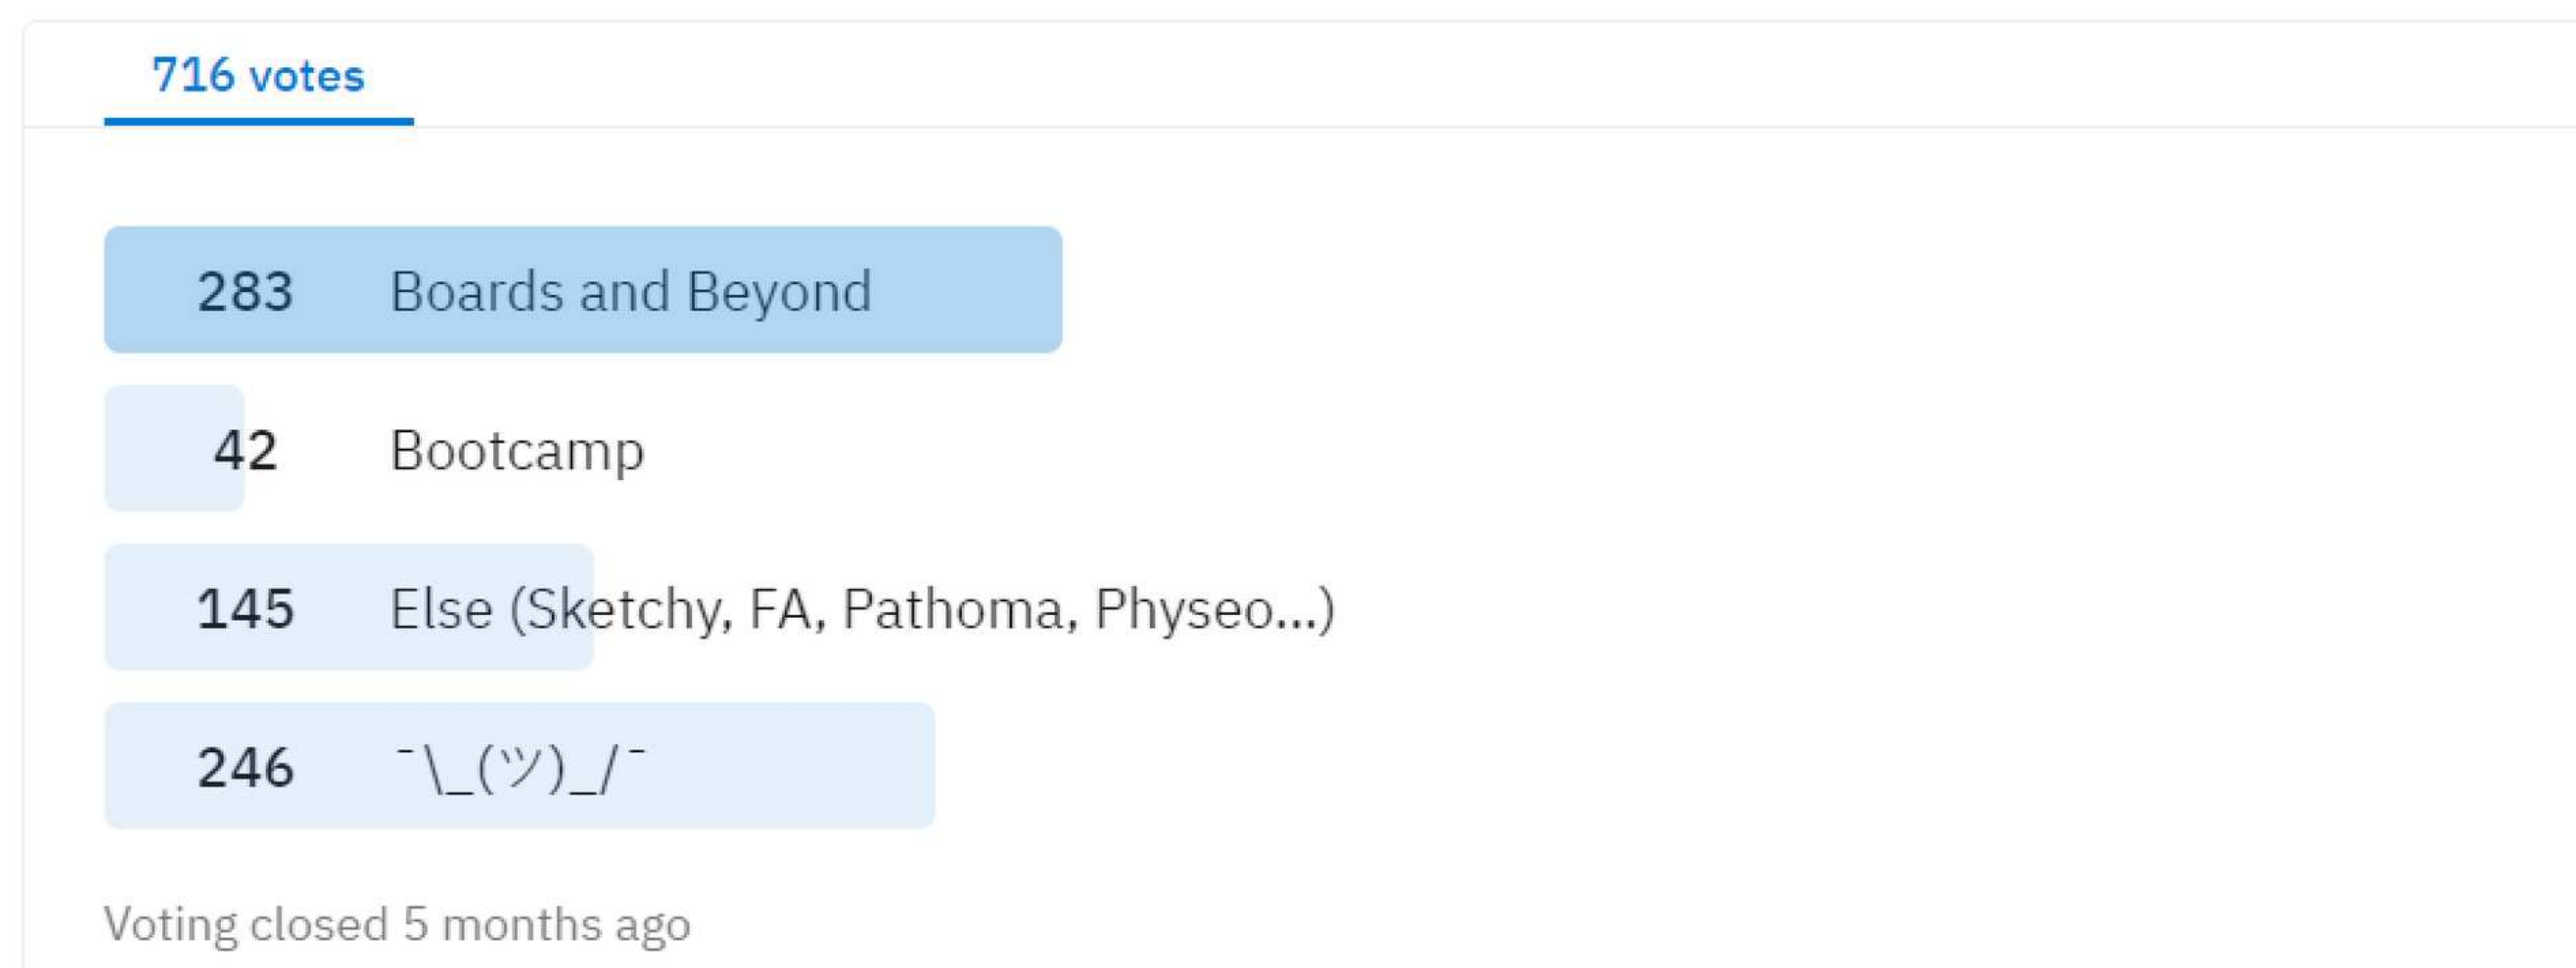 716 votes
283 Boards and Beyond
42 Bootcamp
145 Else (Sketchy, FA, Pathoma, Physeo...)
246 ¯\_(ツ)_/¯
Voting closed 5 months ago